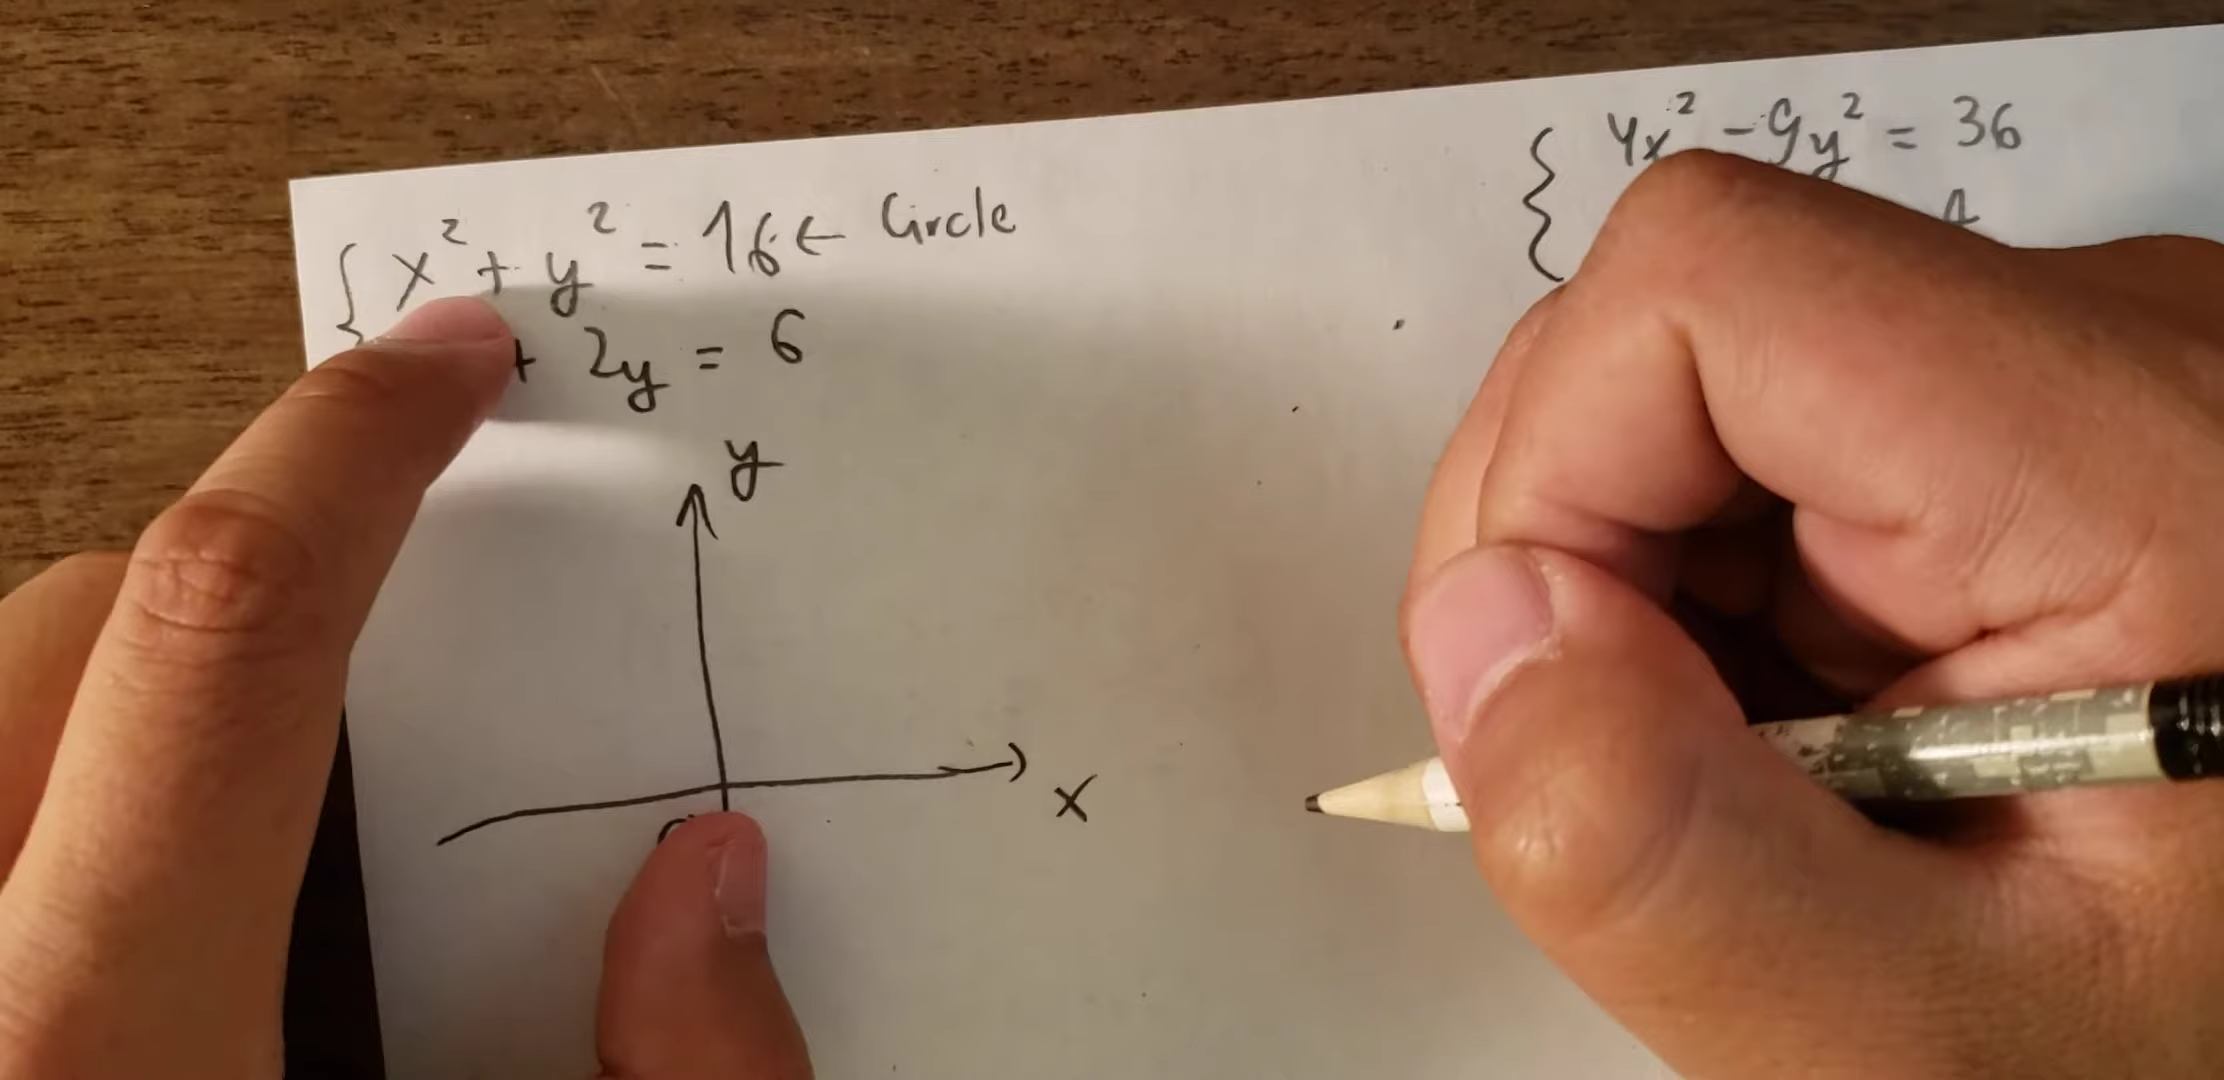 x² + y² = 16 ← Circle
+ 2y = 6
4x² - 9y² = 36
y
x